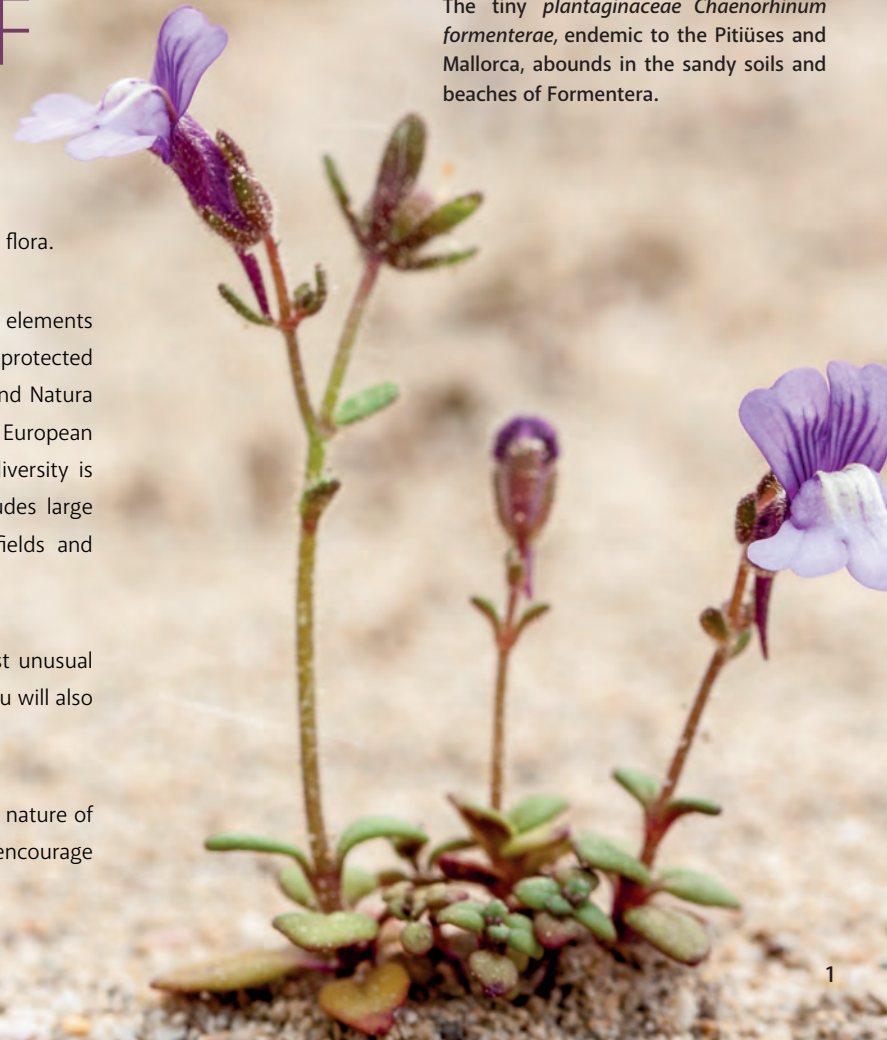 F
flora.
elements
protected
nd Natura
European
iversity is
udes large
fields and
st unusual
u will also
nature of
encourage
The tiny plantaginaceae Chaenorhinum
formenterae, endemic to the Pitiüses and
Mallorca, abounds in the sandy soils and
beaches of Formentera.
1